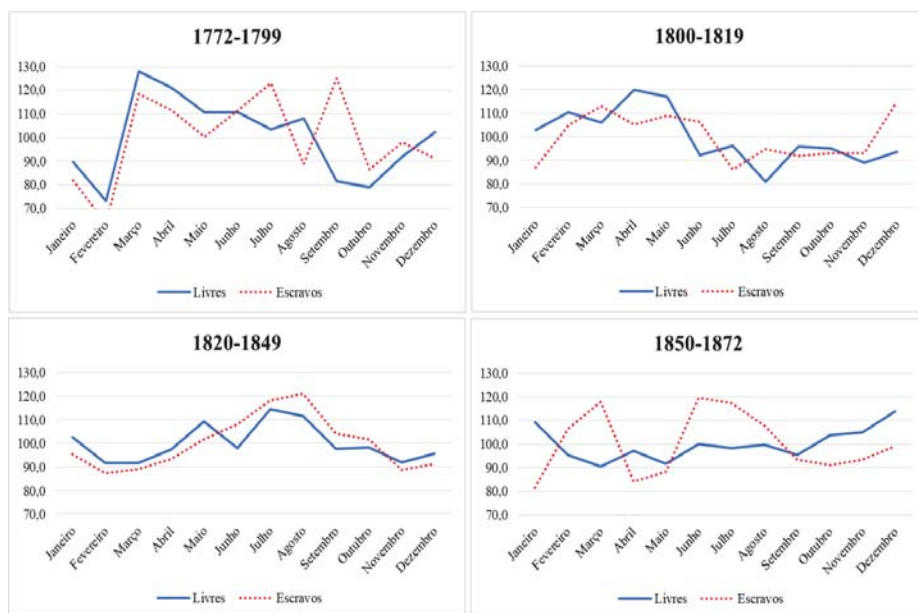 1772-1799
130,0
120,0
110,0
100,0
90,0
80,0
70,0
Janeiro
Fevereiro
Março
Abril
Maio
Junho
Julho
Agosto
Setembro
Outubro
Novembro
Dezembro
Livres Escravos
1800-1819
130,0
120,0
110,0
100,0
90,0
80,0
70,0
Janeiro
Fevereiro
Março
Abril
Maio
Junho
Julho
Agosto
Setembro
Outubro
Novembro
Dezembro
Livres Escravos
1820-1849
130,0
120,0
110,0
100,0
90,0
80,0
70,0
Janeiro
Fevereiro
Março
Abril
Maio
Junho
Julho
Agosto
Setembro
Outubro
Novembro
Dezembro
Livres Escravos
1850-1872
130,0
120,0
110,0
100,0
90,0
80,0
70,0
Janeiro
Fevereiro
Março
Abril
Maio
Junho
Julho
Agosto
Setembro
Outubro
Novembro
Dezembro
Livres Escravos